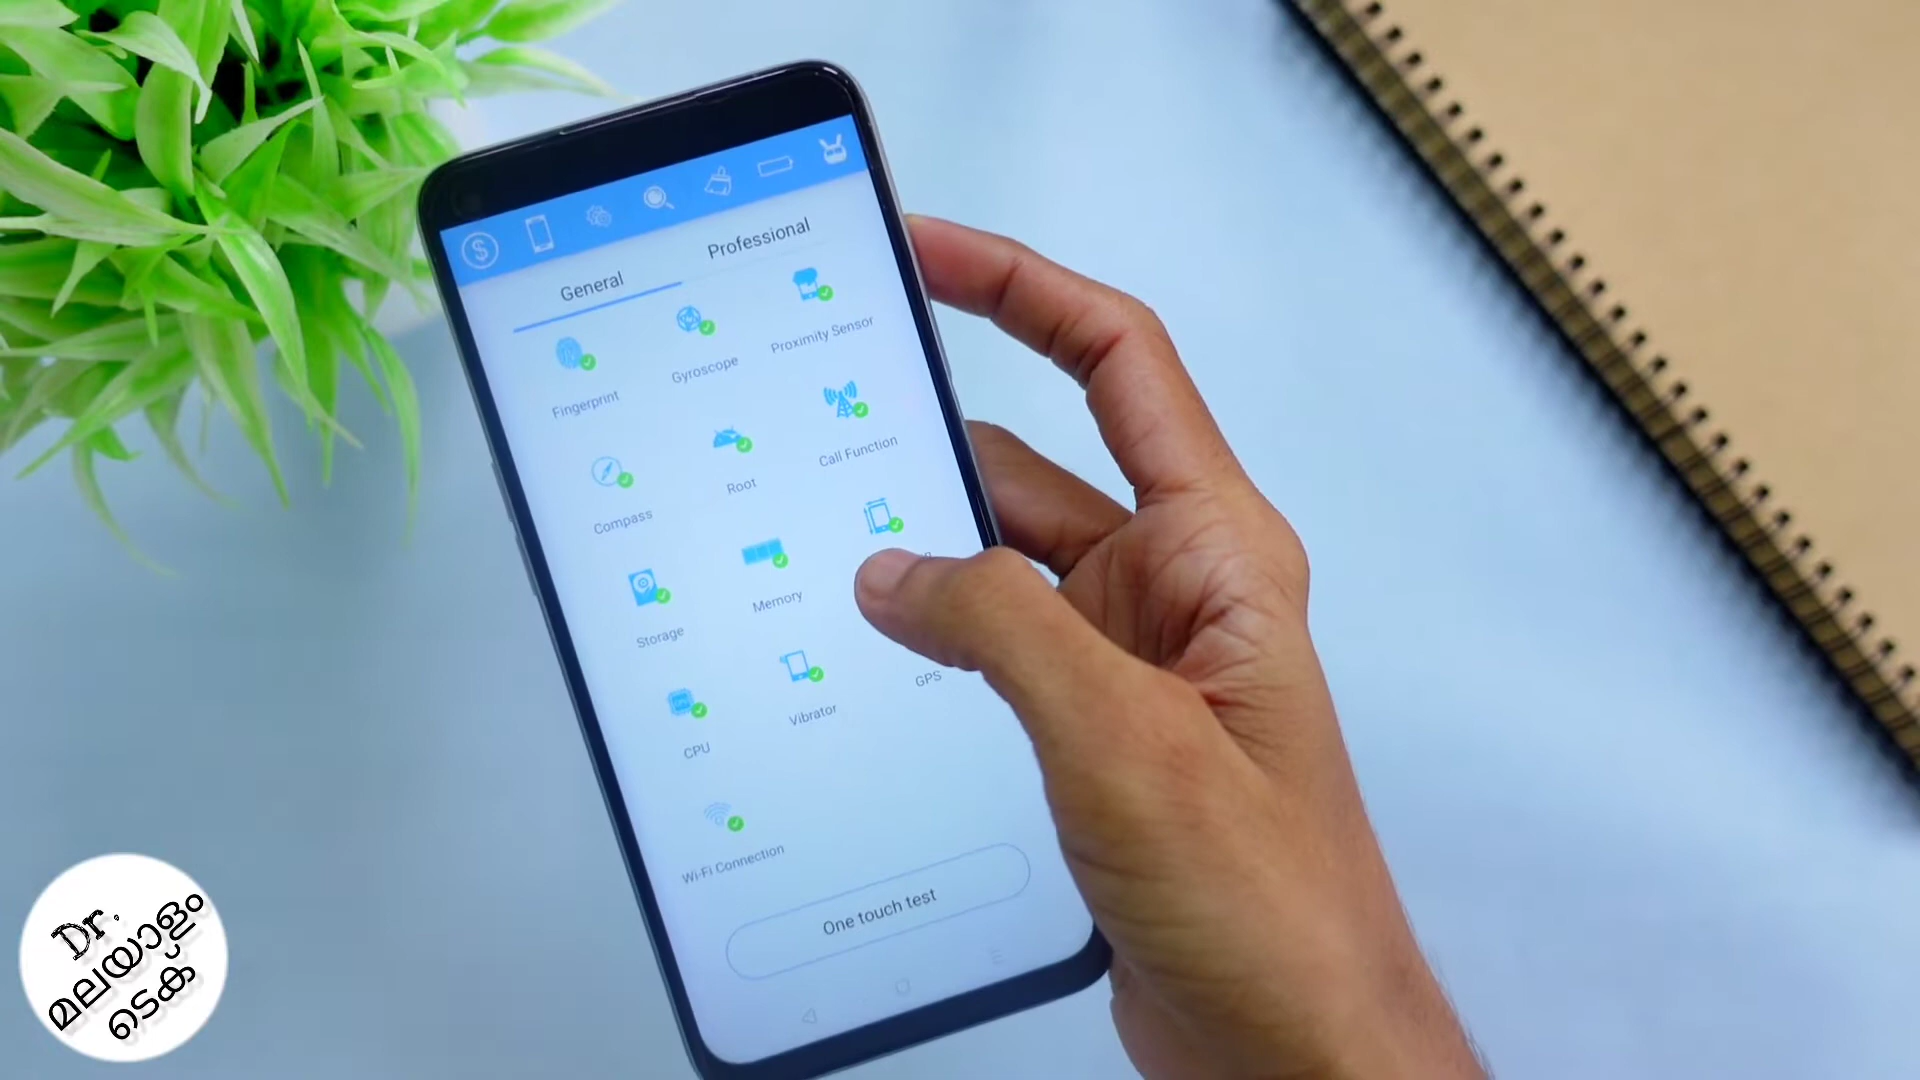 General
Professional
Fingerprint
Gyroscope
Proximity Sensor
Compass
Root
Call Function
Storage
Memory
CPU
Vibrator
GPS
Wi-Fi Connection
One touch test
Dr.
മലയാളം
ടെക്